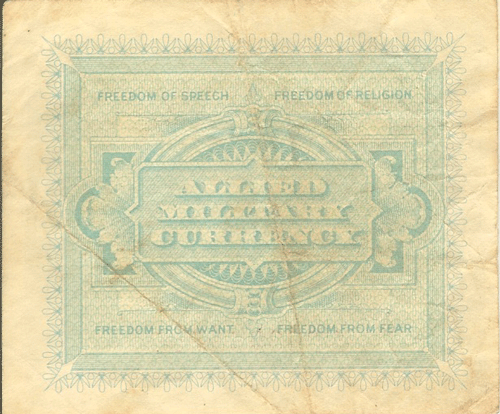 FREEDOM OF SPEECH FREEDOM OF RELIGION
ALLIED
MILITARY
CURRENCY
FREEDOM FROM WANT FREEDOM FROM FEAR